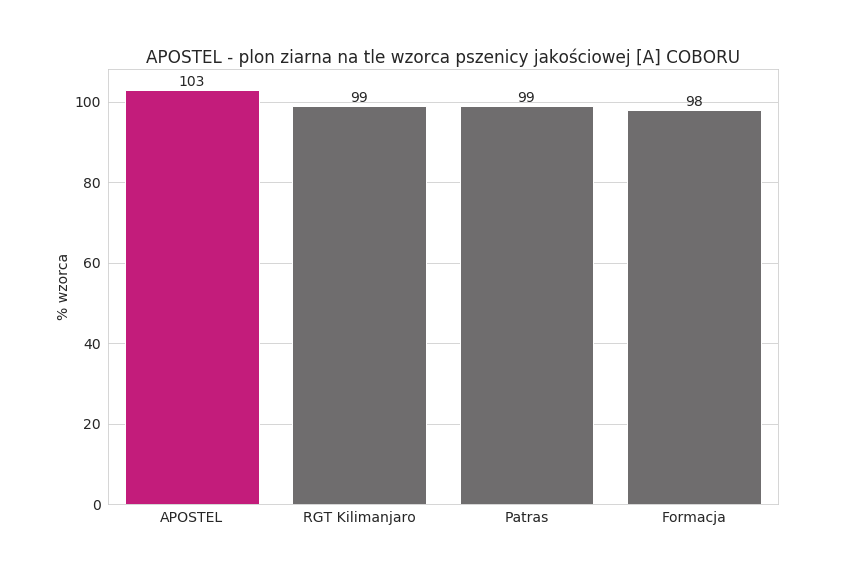 APOSTEL - plon ziarna na tle wzorca pszenicy jakościowej [A] COBORU
103
99
99
98
100
80
60
40
20
0
% wzorca
APOSTEL
RGT Kilimanjaro
Patras
Formacja